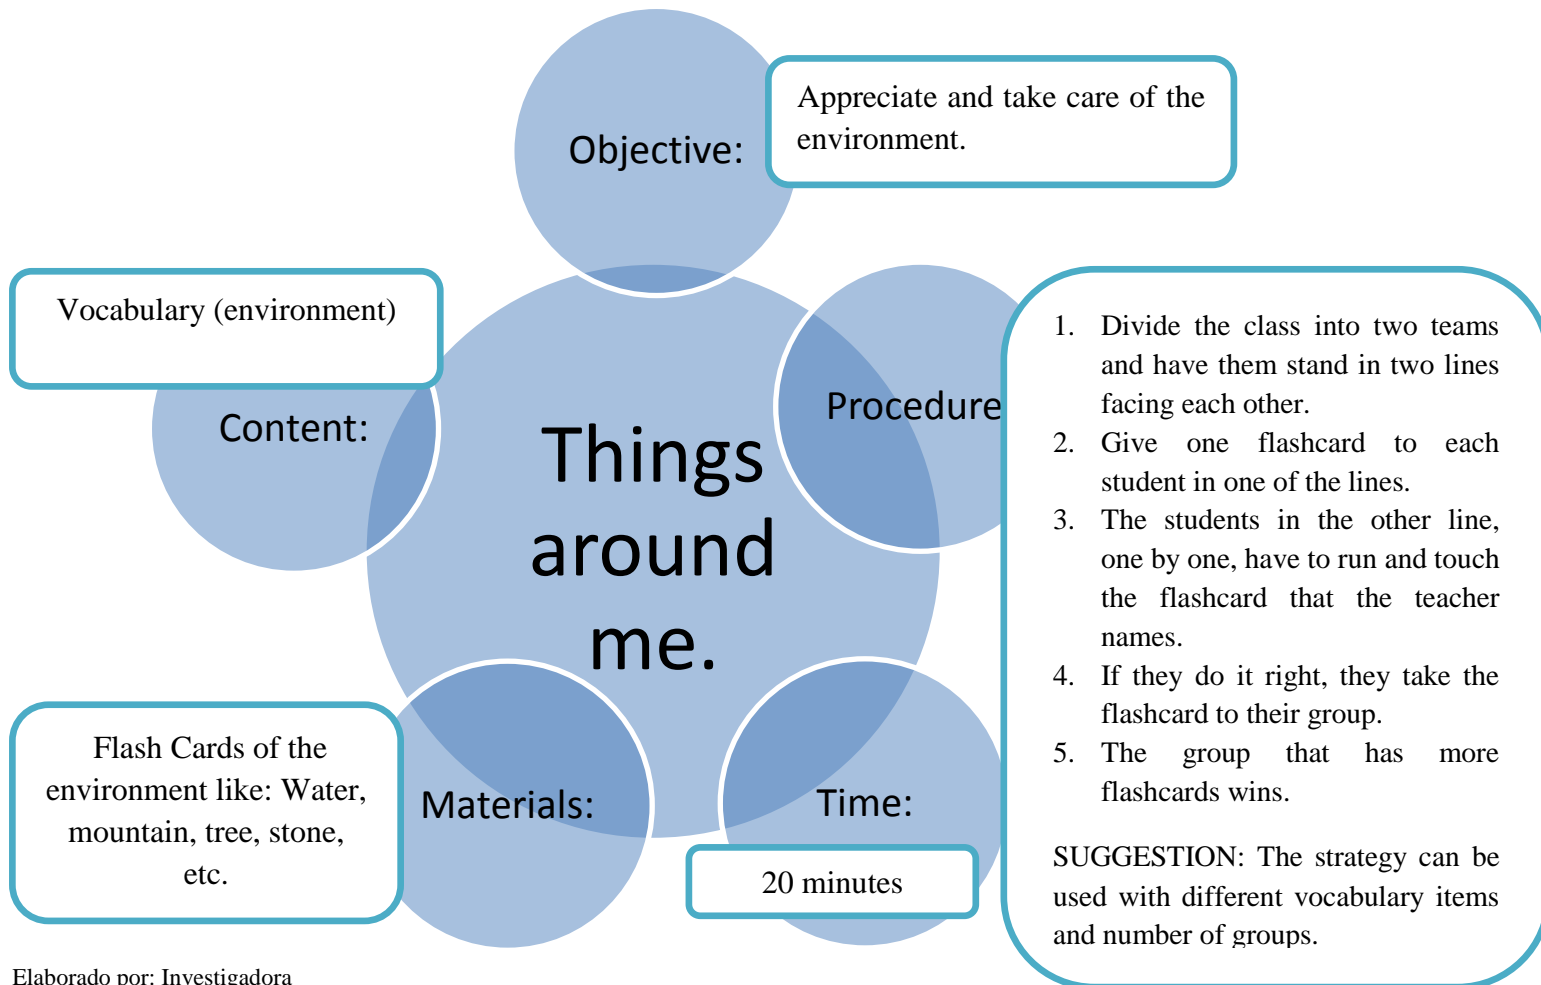 Objective:
Appreciate and take care of the
environment.
Vocabulary (environment)
Content:
Things
around
me.
Procedure
1. Divide the class into two teams
and have them stand in two lines
facing each other.
2. Give one flashcard to each
student in one of the lines.
3. The students in the other line,
one by one, have to run and touch
the flashcard that the teacher
names.
4. If they do it right, they take the
flashcard to their group.
5. The group that has more
flashcards wins.
SUGGESTION: The strategy can be
used with different vocabulary items
and number of groups.
Flash Cards of the
environment like: Water,
mountain, tree, stone,
etc.
Materials:
Time:
20 minutes
Elaborado por: Investigadora